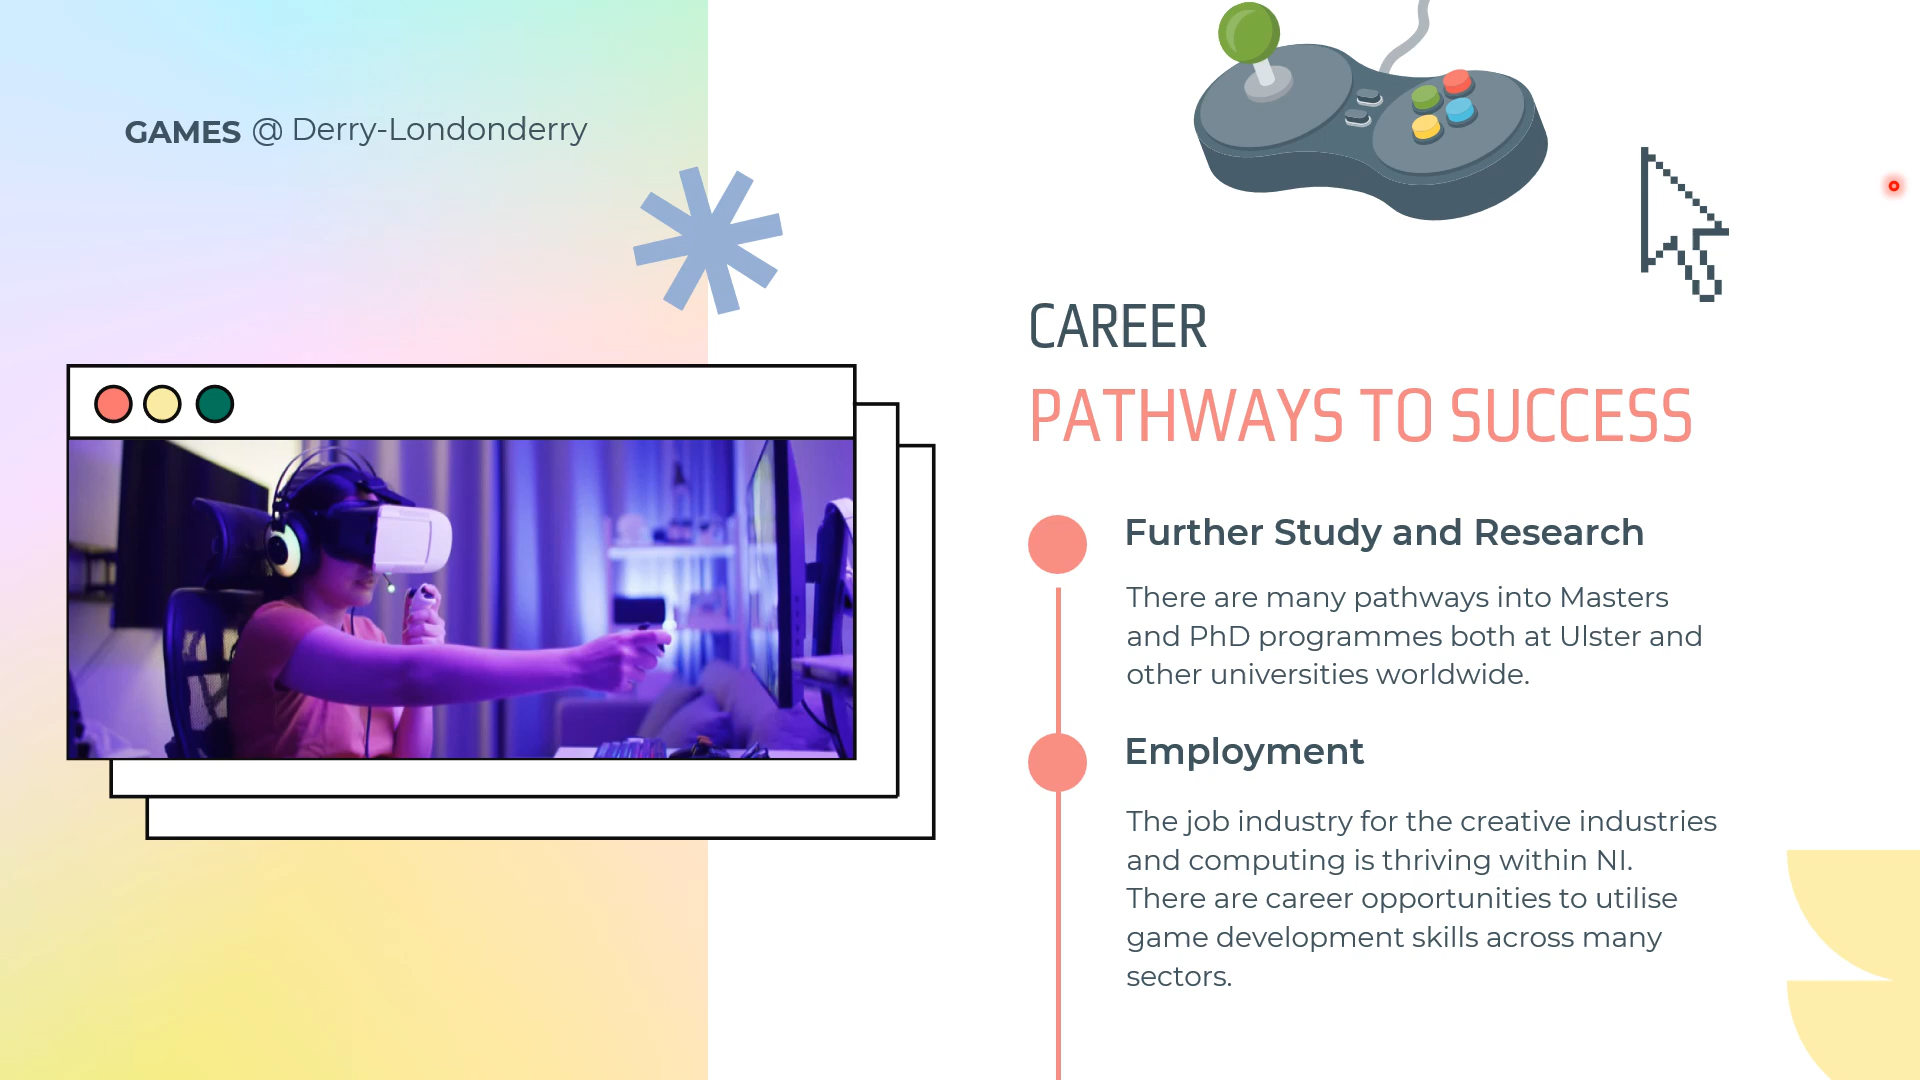 GAMES @ Derry-Londonderry
CAREER
PATHWAYS TO SUCCESS
Further Study and Research
There are many pathways into Masters
and PhD programmes both at Ulster and
other universities worldwide.
Employment
The job industry for the creative industries
and computing is thriving within NI.
There are career opportunities to utilise
game development skills across many
sectors.